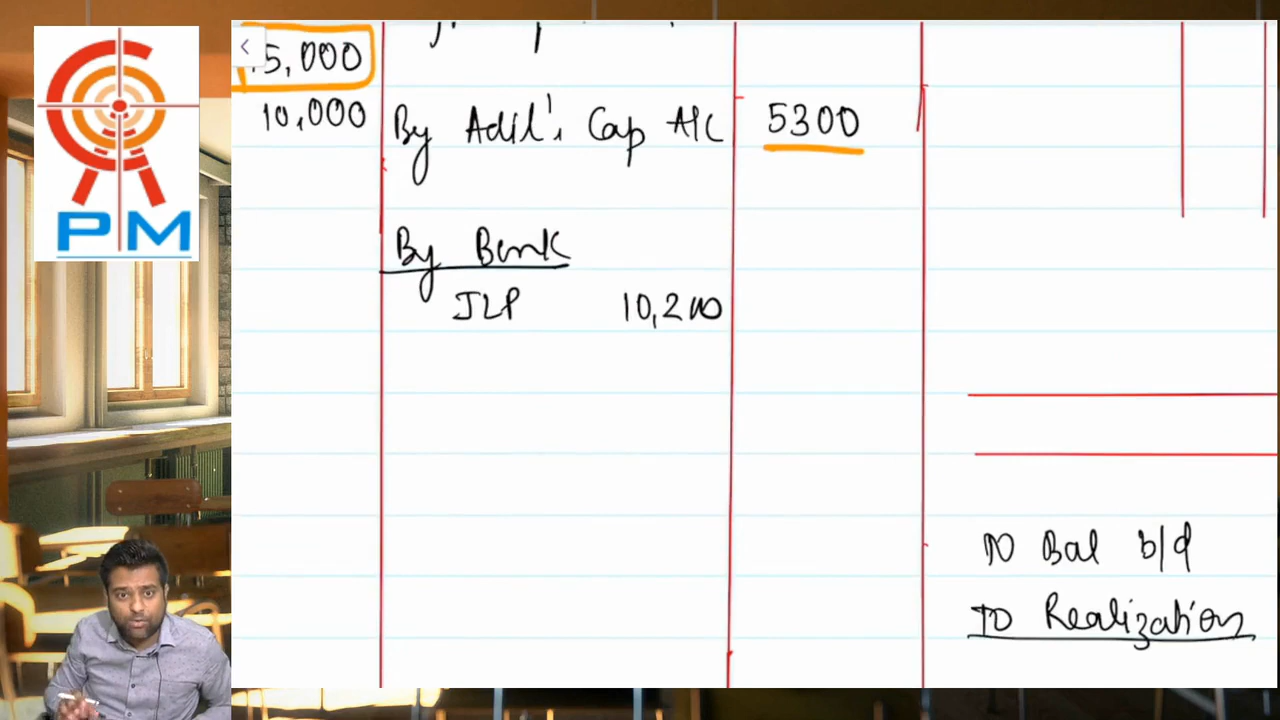 5,000
10,000
By Adil's Cap A/C 5300
By Bank
JLP 10,200
To Bal b/d
To Realization
PM